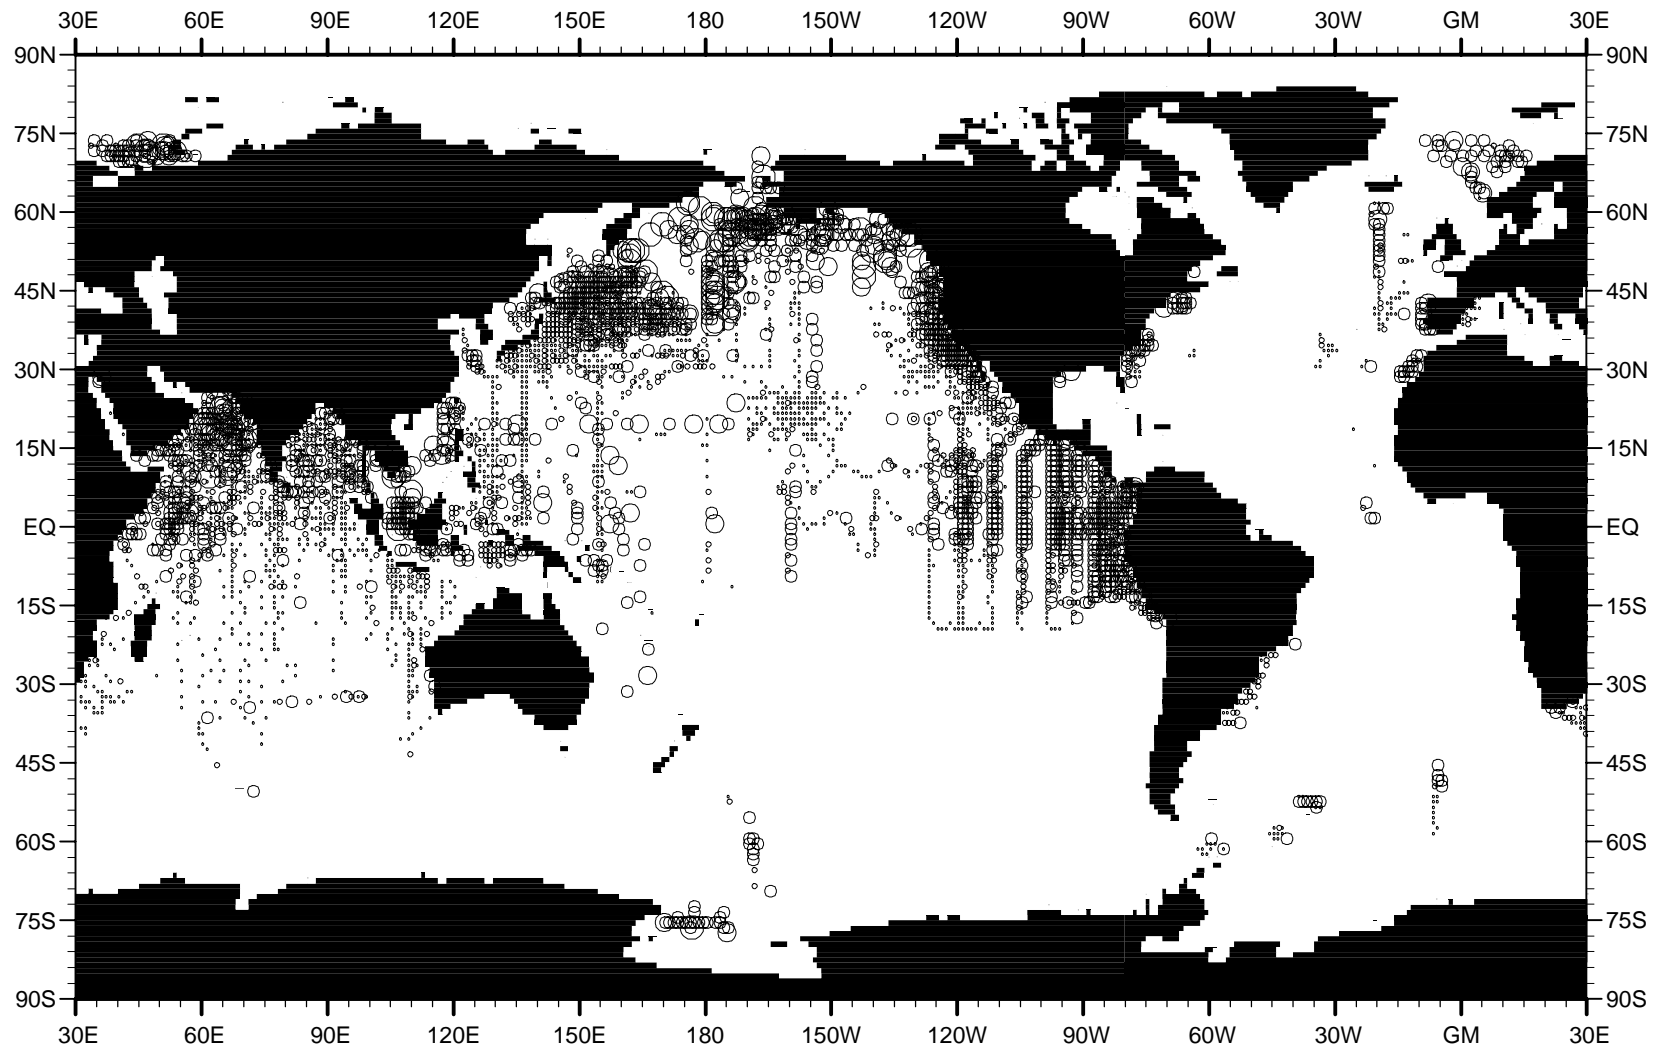 30E 60E 90E 120E 150E 180 150W 120W 90W 60W 30W GM 30E
90N 90N
75N 75N
60N 60N
45N 45N
30N 30N
15N 15N
EQ EQ
15S 15S
30S 30S
45S 45S
60S 60S
75S 75S
90S 90S
30E 60E 90E 120E 150E 180 150W 120W 90W 60W 30W GM 30E